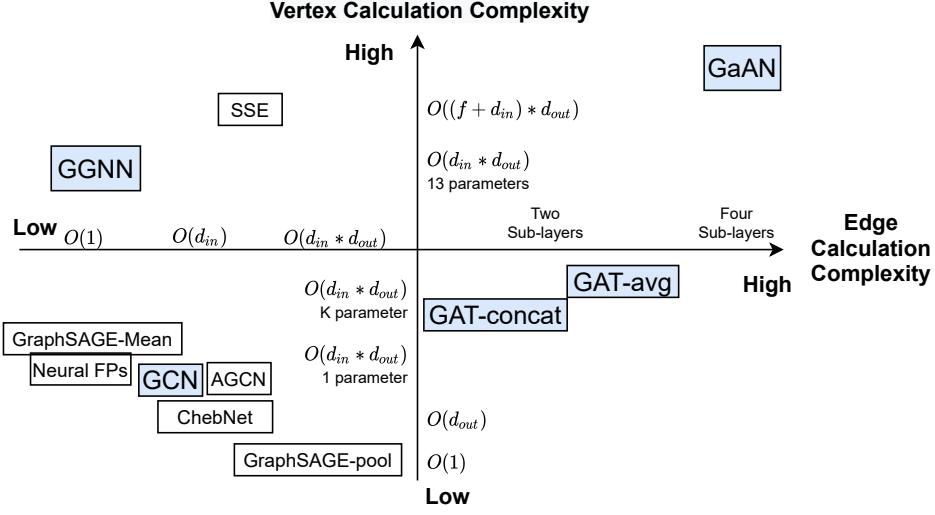 Vertex Calculation Complexity
High
GaAN
SSE
O((f + d_in) * d_out)
GGNN
O(d_in * d_out)
13 parameters
Two
Sub-layers
Four
Sub-layers
Low
O(1)
O(d_in)
O(d_in * d_out)
Edge
Calculation
Complexity
High
O(d_in * d_out)
K parameter
GAT-avg
GAT-concat
GraphSAGE-Mean
Neural FPs
GCN
AGCN
O(d_in * d_out)
1 parameter
ChebNet
O(d_out)
GraphSAGE-pool
O(1)
Low